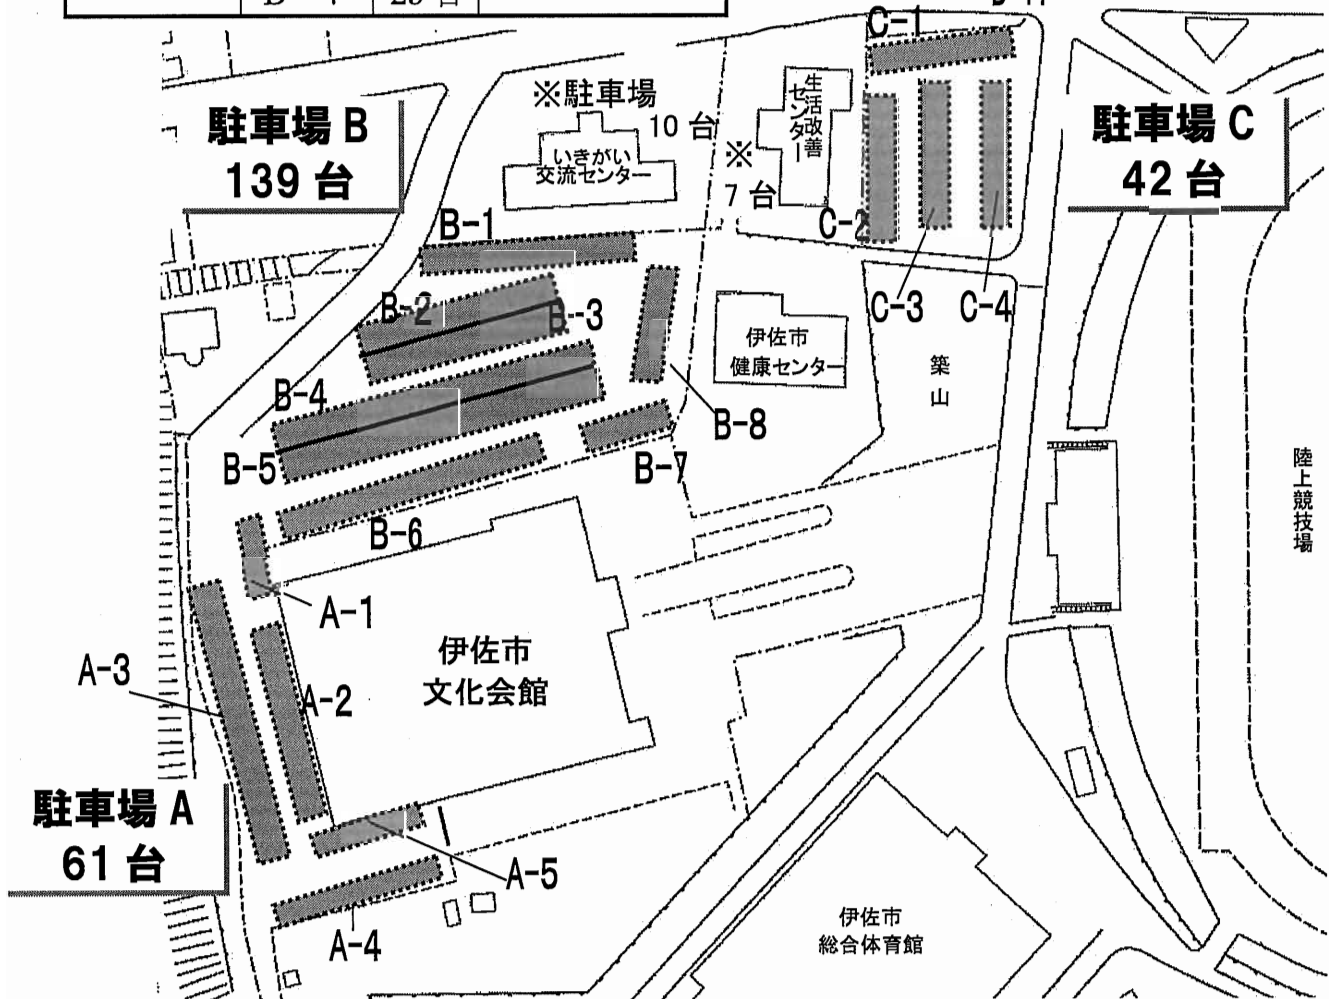 C-1
※駐車場
10 台
駐車場 B
139 台
いきがい
交流センター
※
7 台
生活改善
センター
駐車場 C
42 台
C-2
C-3
C-4
B-1
B-2
B-3
B-4
B-5
B-6
B-7
B-8
伊佐市
健康センター
築山
陸上競技場
A-1
A-2
A-3
伊佐市
文化会館
駐車場 A
61 台
A-5
A-4
伊佐市
総合体育館